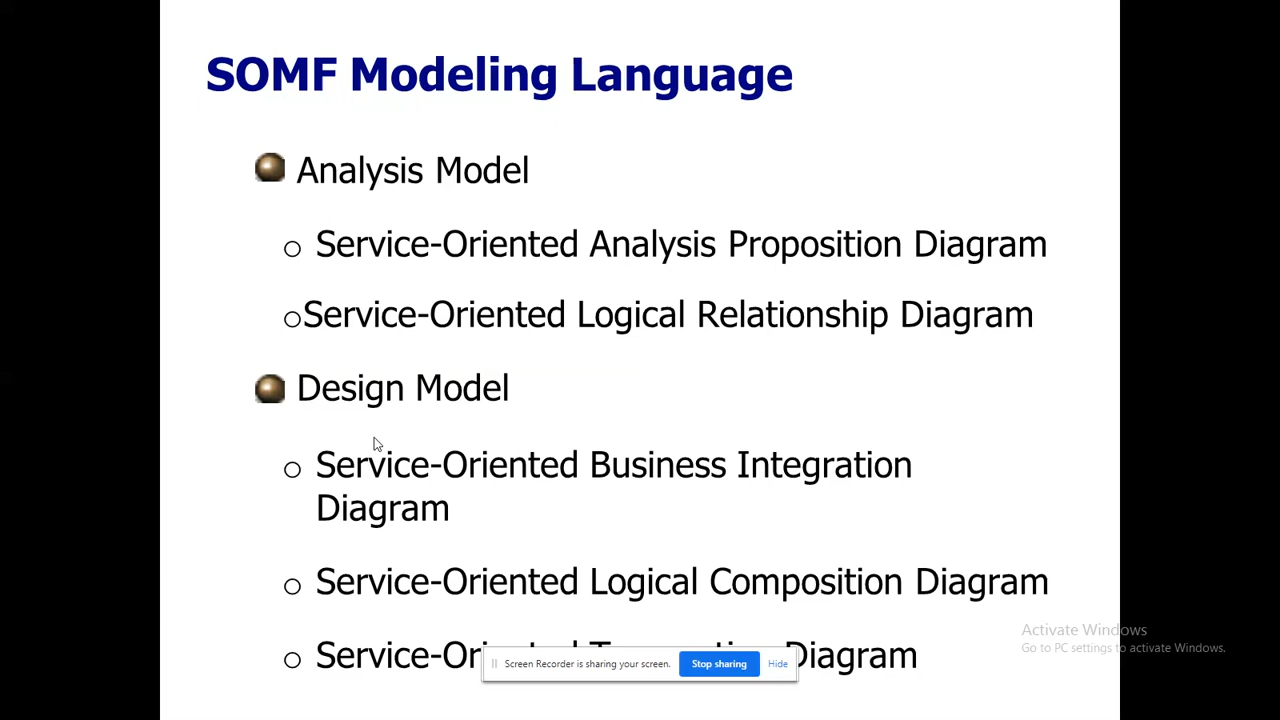 SOMF Modeling Language
Analysis Model
Service-Oriented Analysis Proposition Diagram
Service-Oriented Logical Relationship Diagram
Design Model
Service-Oriented Business Integration
Diagram
Service-Oriented Logical Composition Diagram
Diagram
Screen Recorder is sharing your screen.
Stop sharing
Hide
Activate Windows
Go to PC settings to activate Windows.